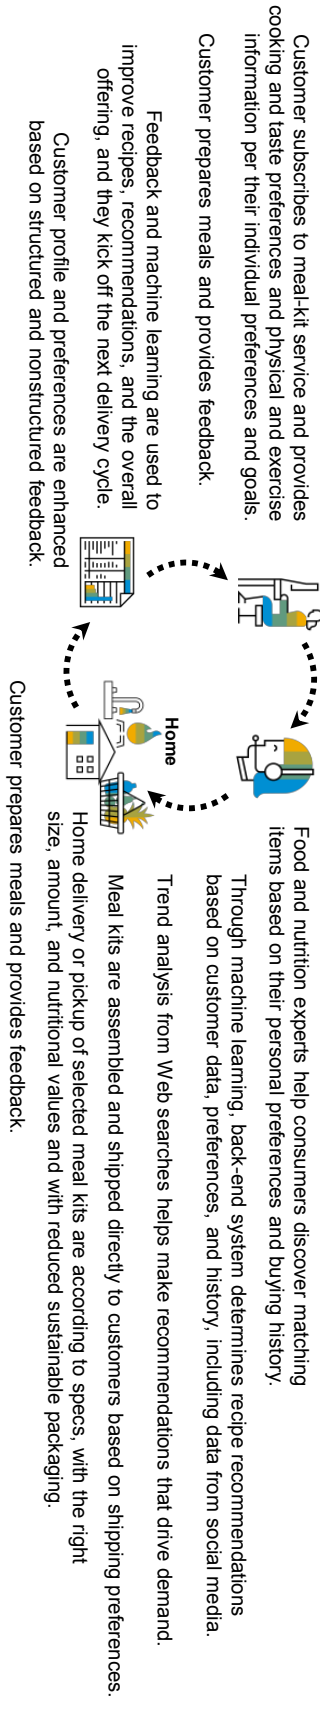 Customer subscribes to meal-kit service and provides
cooking and taste preferences and physical and exercise
information per their individual preferences and goals.
Customer prepares meals and provides feedback.
Feedback and machine learning are used to
improve recipes, recommendations, and the overall
offering, and they kick off the next delivery cycle.
Customer profile and preferences are enhanced
based on structured and nonstructured feedback.
Home
Food and nutrition experts help consumers discover matching
items based on their personal preferences and buying history.
Through machine learning, back-end system determines recipe recommendations
based on customer data, preferences, and history, including data from social media.
Trend analysis from Web searches helps make recommendations that drive demand.
Meal kits are assembled and shipped directly to customers based on shipping preferences.
Home delivery or pickup of selected meal kits are according to specs, with the right
size, amount, and nutritional values and with reduced sustainable packaging.
Customer prepares meals and provides feedback.